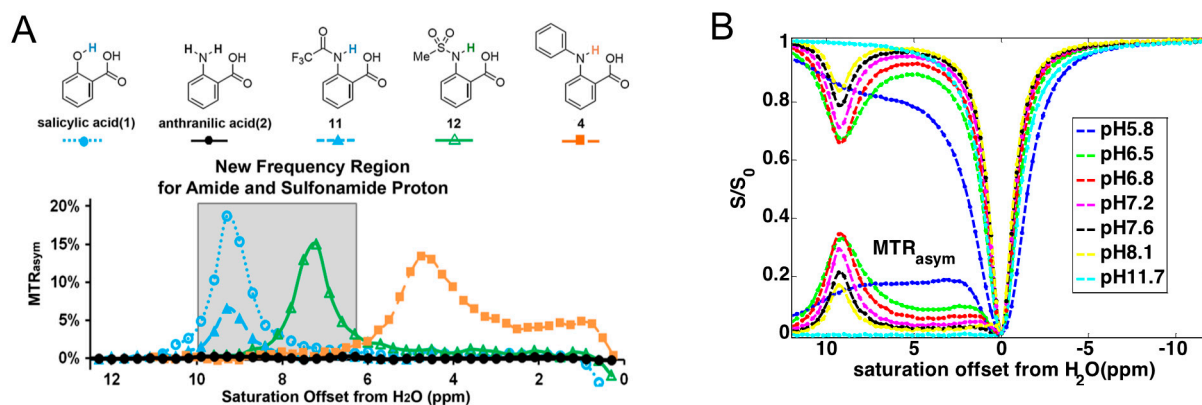 A
O H
OH
O
H N H
OH
O
O
F3C N H
OH
O
O O
S
Me N H
OH
O
N H
OH
O
salicylic acid(1) anthranilic acid(2) 11 12 4
New Frequency Region
for Amide and Sulfonamide Proton
MTRasym
20%
15%
10%
5%
0%
12 10 8 6 4 2 0
Saturation Offset from H2O (ppm)
B
S/S0
1
0.8
0.6
0.4
0.2
0
MTRasym
pH5.8
pH6.5
pH6.8
pH7.2
pH7.6
pH8.1
pH11.7
10 5 0 -5 -10
saturation offset from H2O(ppm)